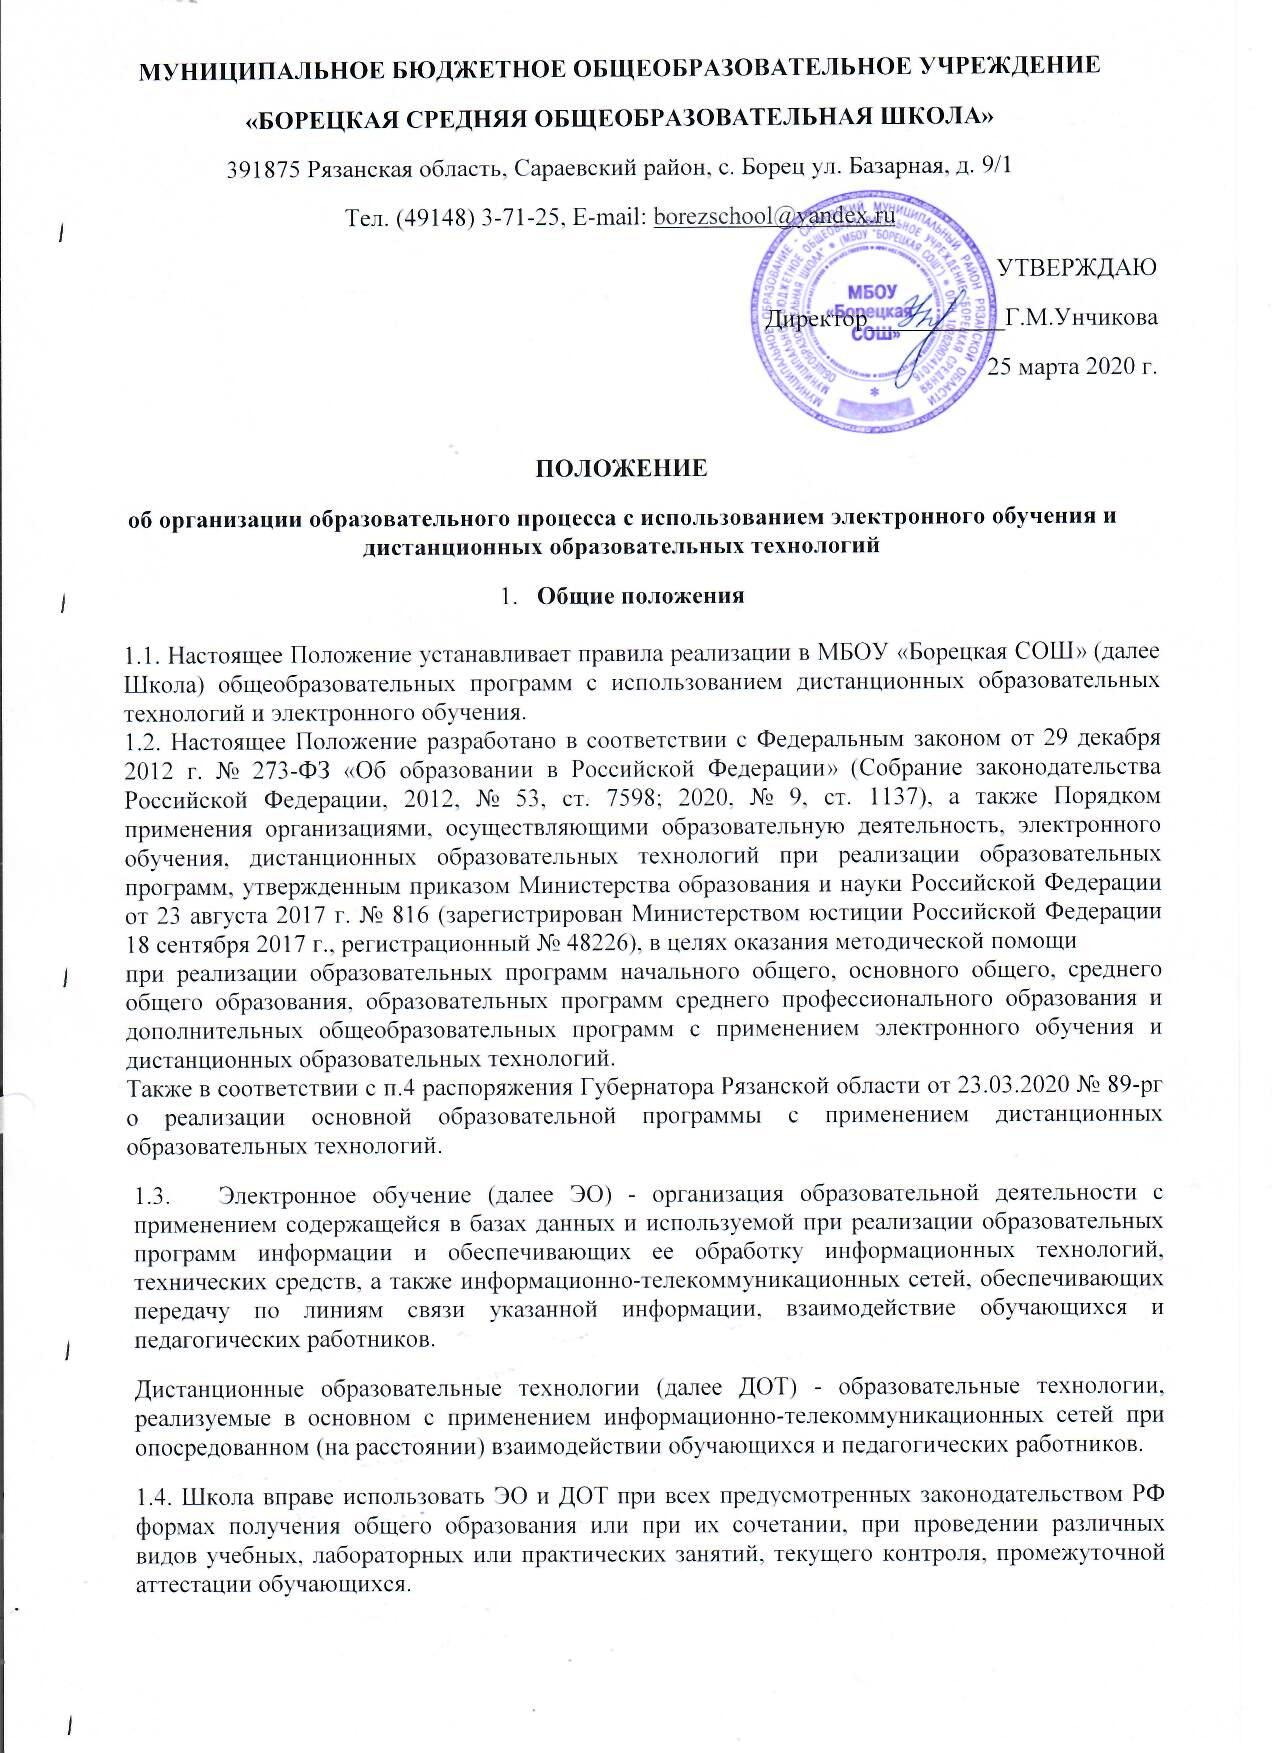 МУНИЦИПАЛЬНОЕ БЮДЖЕТНОЕ ОБЩЕОБРАЗОВАТЕЛЬНОЕ УЧРЕЖДЕНИЕ
«БОРЕЦКАЯ СРЕДНЯЯ ОБЩЕОБРАЗОВАТЕЛЬНАЯ ШКОЛА»
391875 Рязанская область, Сараевский район, с. Борец ул. Базарная, д. 9/1
Тел. (49148) 3-71-25, E-mail: borezschool@yandex.ru
УТВЕРЖДАЮ
Директор Г.М.Унчикова
25 марта 2020 г.
МБОУ
«Борецкая
СОШ»
ПОЛОЖЕНИЕ
об организации образовательного процесса с использованием электронного обучения и
дистанционных образовательных технологий
1. Общие положения
1.1. Настоящее Положение устанавливает правила реализации в МБОУ «Борецкая СОШ» (далее
Школа) общеобразовательных программ с использованием дистанционных образовательных
технологий и электронного обучения.
1.2. Настоящее Положение разработано в соответствии с Федеральным законом от 29 декабря
2012 г. № 273-ФЗ «Об образовании в Российской Федерации» (Собрание законодательства
Российской Федерации, 2012, № 53, ст. 7598; 2020, № 9, ст. 1137), а также Порядком
применения организациями, осуществляющими образовательную деятельность, электронного
обучения, дистанционных образовательных технологий при реализации образовательных
программ, утвержденным приказом Министерства образования и науки Российской Федерации
от 23 августа 2017 г. № 816 (зарегистрирован Министерством юстиции Российской Федерации
18 сентября 2017 г., регистрационный № 48226), в целях оказания методической помощи
при реализации образовательных программ начального общего, основного общего, среднего
общего образования, образовательных программ среднего профессионального образования и
дополнительных общеобразовательных программ с применением электронного обучения и
дистанционных образовательных технологий.
Также в соответствии с п.4 распоряжения Губернатора Рязанской области от 23.03.2020 № 89-рг
о реализации основной образовательной программы с применением дистанционных
образовательных технологий.
1.3. Электронное обучение (далее ЭО) - организация образовательной деятельности с
применением содержащейся в базах данных и используемой при реализации образовательных
программ информации и обеспечивающих ее обработку информационных технологий,
технических средств, а также информационно-телекоммуникационных сетей, обеспечивающих
передачу по линиям связи указанной информации, взаимодействие обучающихся и
педагогических работников.
Дистанционные образовательные технологии (далее ДОТ) - образовательные технологии,
реализуемые в основном с применением информационно-телекоммуникационных сетей при
опосредованном (на расстоянии) взаимодействии обучающихся и педагогических работников.
1.4. Школа вправе использовать ЭО и ДОТ при всех предусмотренных законодательством РФ
формах получения общего образования или при их сочетании, при проведении различных
видов учебных, лабораторных или практических занятий, текущего контроля, промежуточной
аттестации обучающихся.